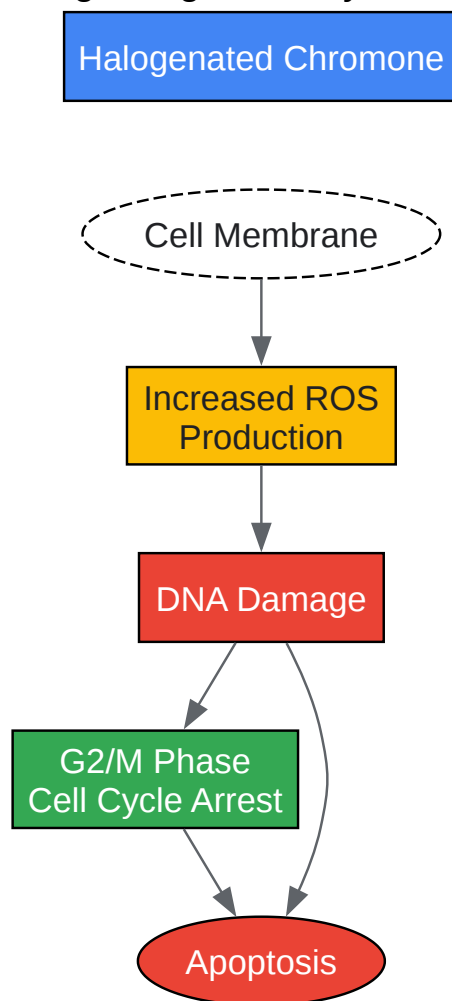 Halogenated Chromone
Cell Membrane
Increased ROS
Production
DNA Damage
G2/M Phase
Cell Cycle Arrest
Apoptosis